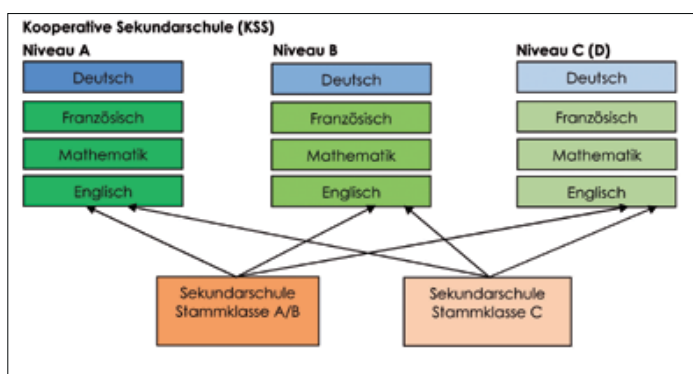 Kooperative Sekundarschule (KSS)
Niveau A
Niveau B
Niveau C (D)
Deutsch
Deutsch
Deutsch
Französisch
Französisch
Französisch
Mathematik
Mathematik
Mathematik
Englisch
Englisch
Englisch
Sekundarschule
Stammklasse A/B
Sekundarschule
Stammklasse C